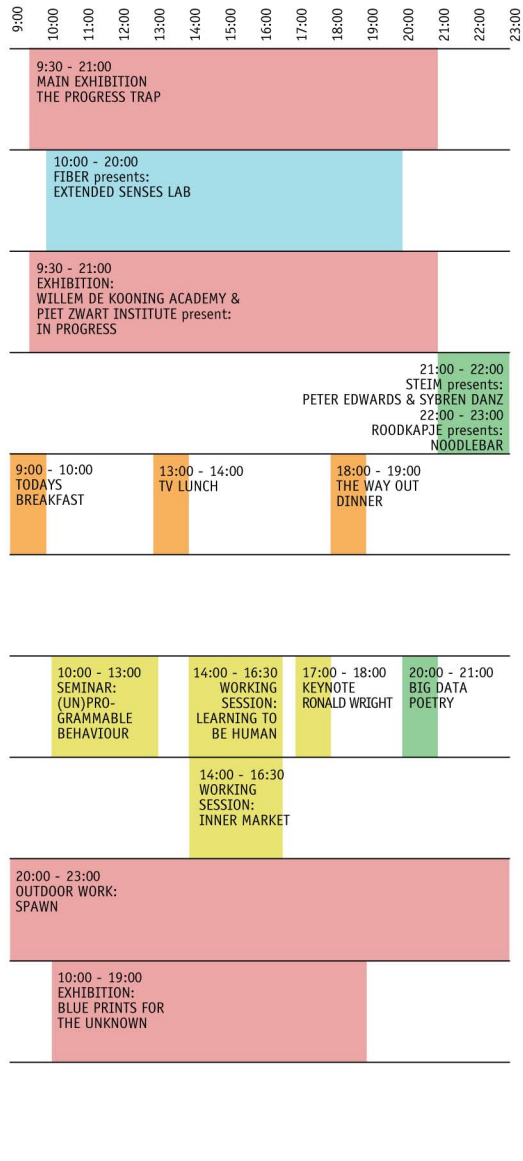 9:00 10:00 11:00 12:00 13:00 14:00 15:00 16:00 17:00 18:00 19:00 20:00 21:00 22:00 23:00
9:30 - 21:00
MAIN EXHIBITION
THE PROGRESS TRAP
10:00 - 20:00
FIBER presents:
EXTENDED SENSES LAB
9:30 - 21:00
EXHIBITION:
WILLEM DE KOONING ACADEMY &
PIET ZWART INSTITUTE present:
IN PROGRESS
21:00 - 22:00
STEIM presents:
PETER EDWARDS & SYBREN DANZ
22:00 - 23:00
ROODKAPJE presents:
NOODLEBAR
9:00 - 10:00
TODAYS
BREAKFAST
13:00 - 14:00
TV LUNCH
18:00 - 19:00
THE WAY OUT
DINNER
10:00 - 13:00
SEMINAR:
(UN)PRO-
GRAMMABLE
BEHAVIOUR
14:00 - 16:30
WORKING
SESSION:
LEARNING TO
BE HUMAN
17:00 - 18:00
KEYNOTE
RONALD WRIGHT
20:00 - 21:00
BIG DATA
POETRY
14:00 - 16:30
WORKING
SESSION:
INNER MARKET
20:00 - 23:00
OUTDOOR WORK:
SPAWN
10:00 - 19:00
EXHIBITION:
BLUE PRINTS FOR
THE UNKNOWN